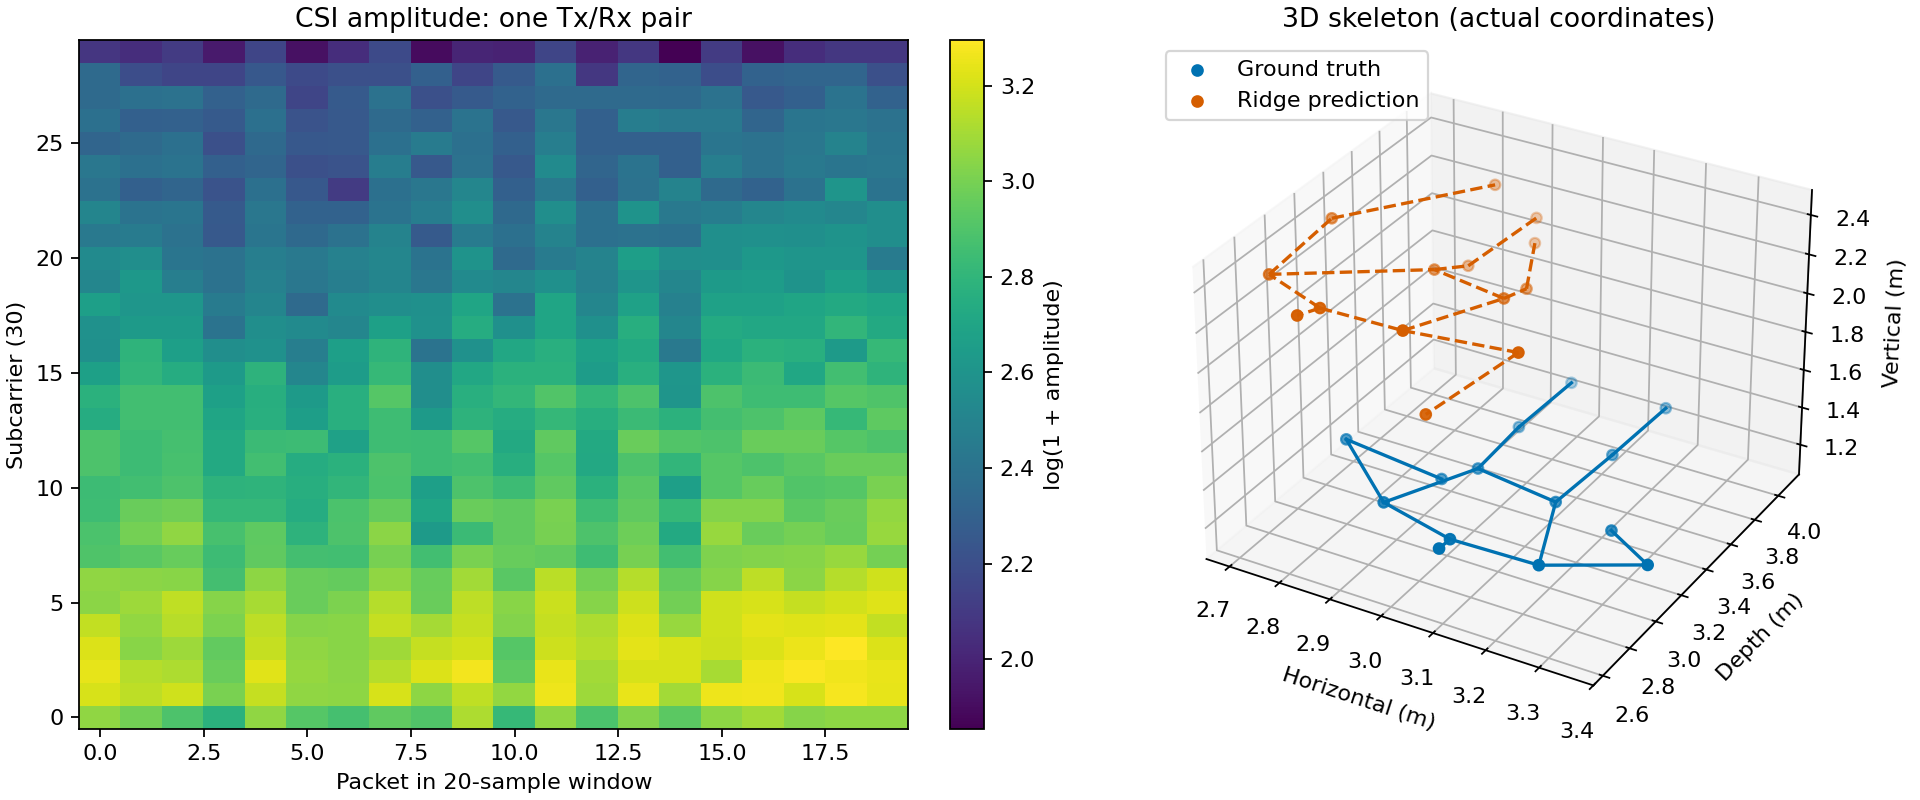 CSI amplitude: one Tx/Rx pair
25
20
15
10
5
0
Subcarrier (30)
0.0 2.5 5.0 7.5 10.0 12.5 15.0 17.5
Packet in 20-sample window
3.2
3.0
2.8
2.6
2.4
2.2
2.0
log(1 + amplitude)
3D skeleton (actual coordinates)
Ground truth
Ridge prediction
2.4
2.2
2.0
1.8
1.6
1.4
1.2
Vertical (m)
2.7 2.8 2.9 3.0 3.1 3.2 3.3 3.4
Horizontal (m)
4.0
3.8
3.6
3.4
3.2
3.0
2.8
2.6
Depth (m)